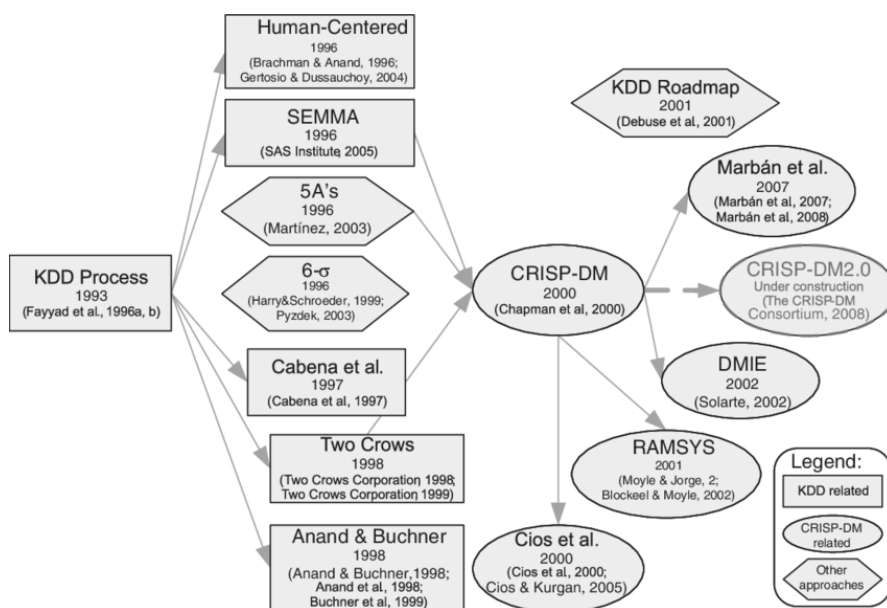 Human-Centered
1996
(Brachman & Anand, 1996;
Gertosio & Dussauchoy, 2004)
SEMMA
1996
(SAS Institute, 2005)
5A's
1996
(Martínez, 2003)
KDD Process
1993
(Fayyad et al., 1996a, b)
6-σ
1996
(Harry&Schroeder, 1999;
Pyzdek, 2003)
Cabena et al.
1997
(Cabena et al, 1997)
Two Crows
1998
(Two Crows Corporation, 1998;
Two Crows Corporation, 1999)
Anand & Buchner
1998
(Anand & Buchner,1998;
Anand et al, 1998;
Buchner et al, 1999)
CRISP-DM
2000
(Chapman et al, 2000)
KDD Roadmap
2001
(Debuse et al, 2001)
Marbán et al.
2007
(Marbán et al, 2007;
Marbán et al, 2008)
CRISP-DM2.0
Under construction
(The CRISP-DM
Consortium, 2008)
DMIE
2002
(Solarte, 2002)
RAMSYS
2001
(Moyle & Jorge, 2;
Blockeel & Moyle, 2002)
Cios et al.
2000
(Cios et al, 2000;
Cios & Kurgan, 2005)
Legend:
KDD related
CRISP-DM
related
Other
approaches